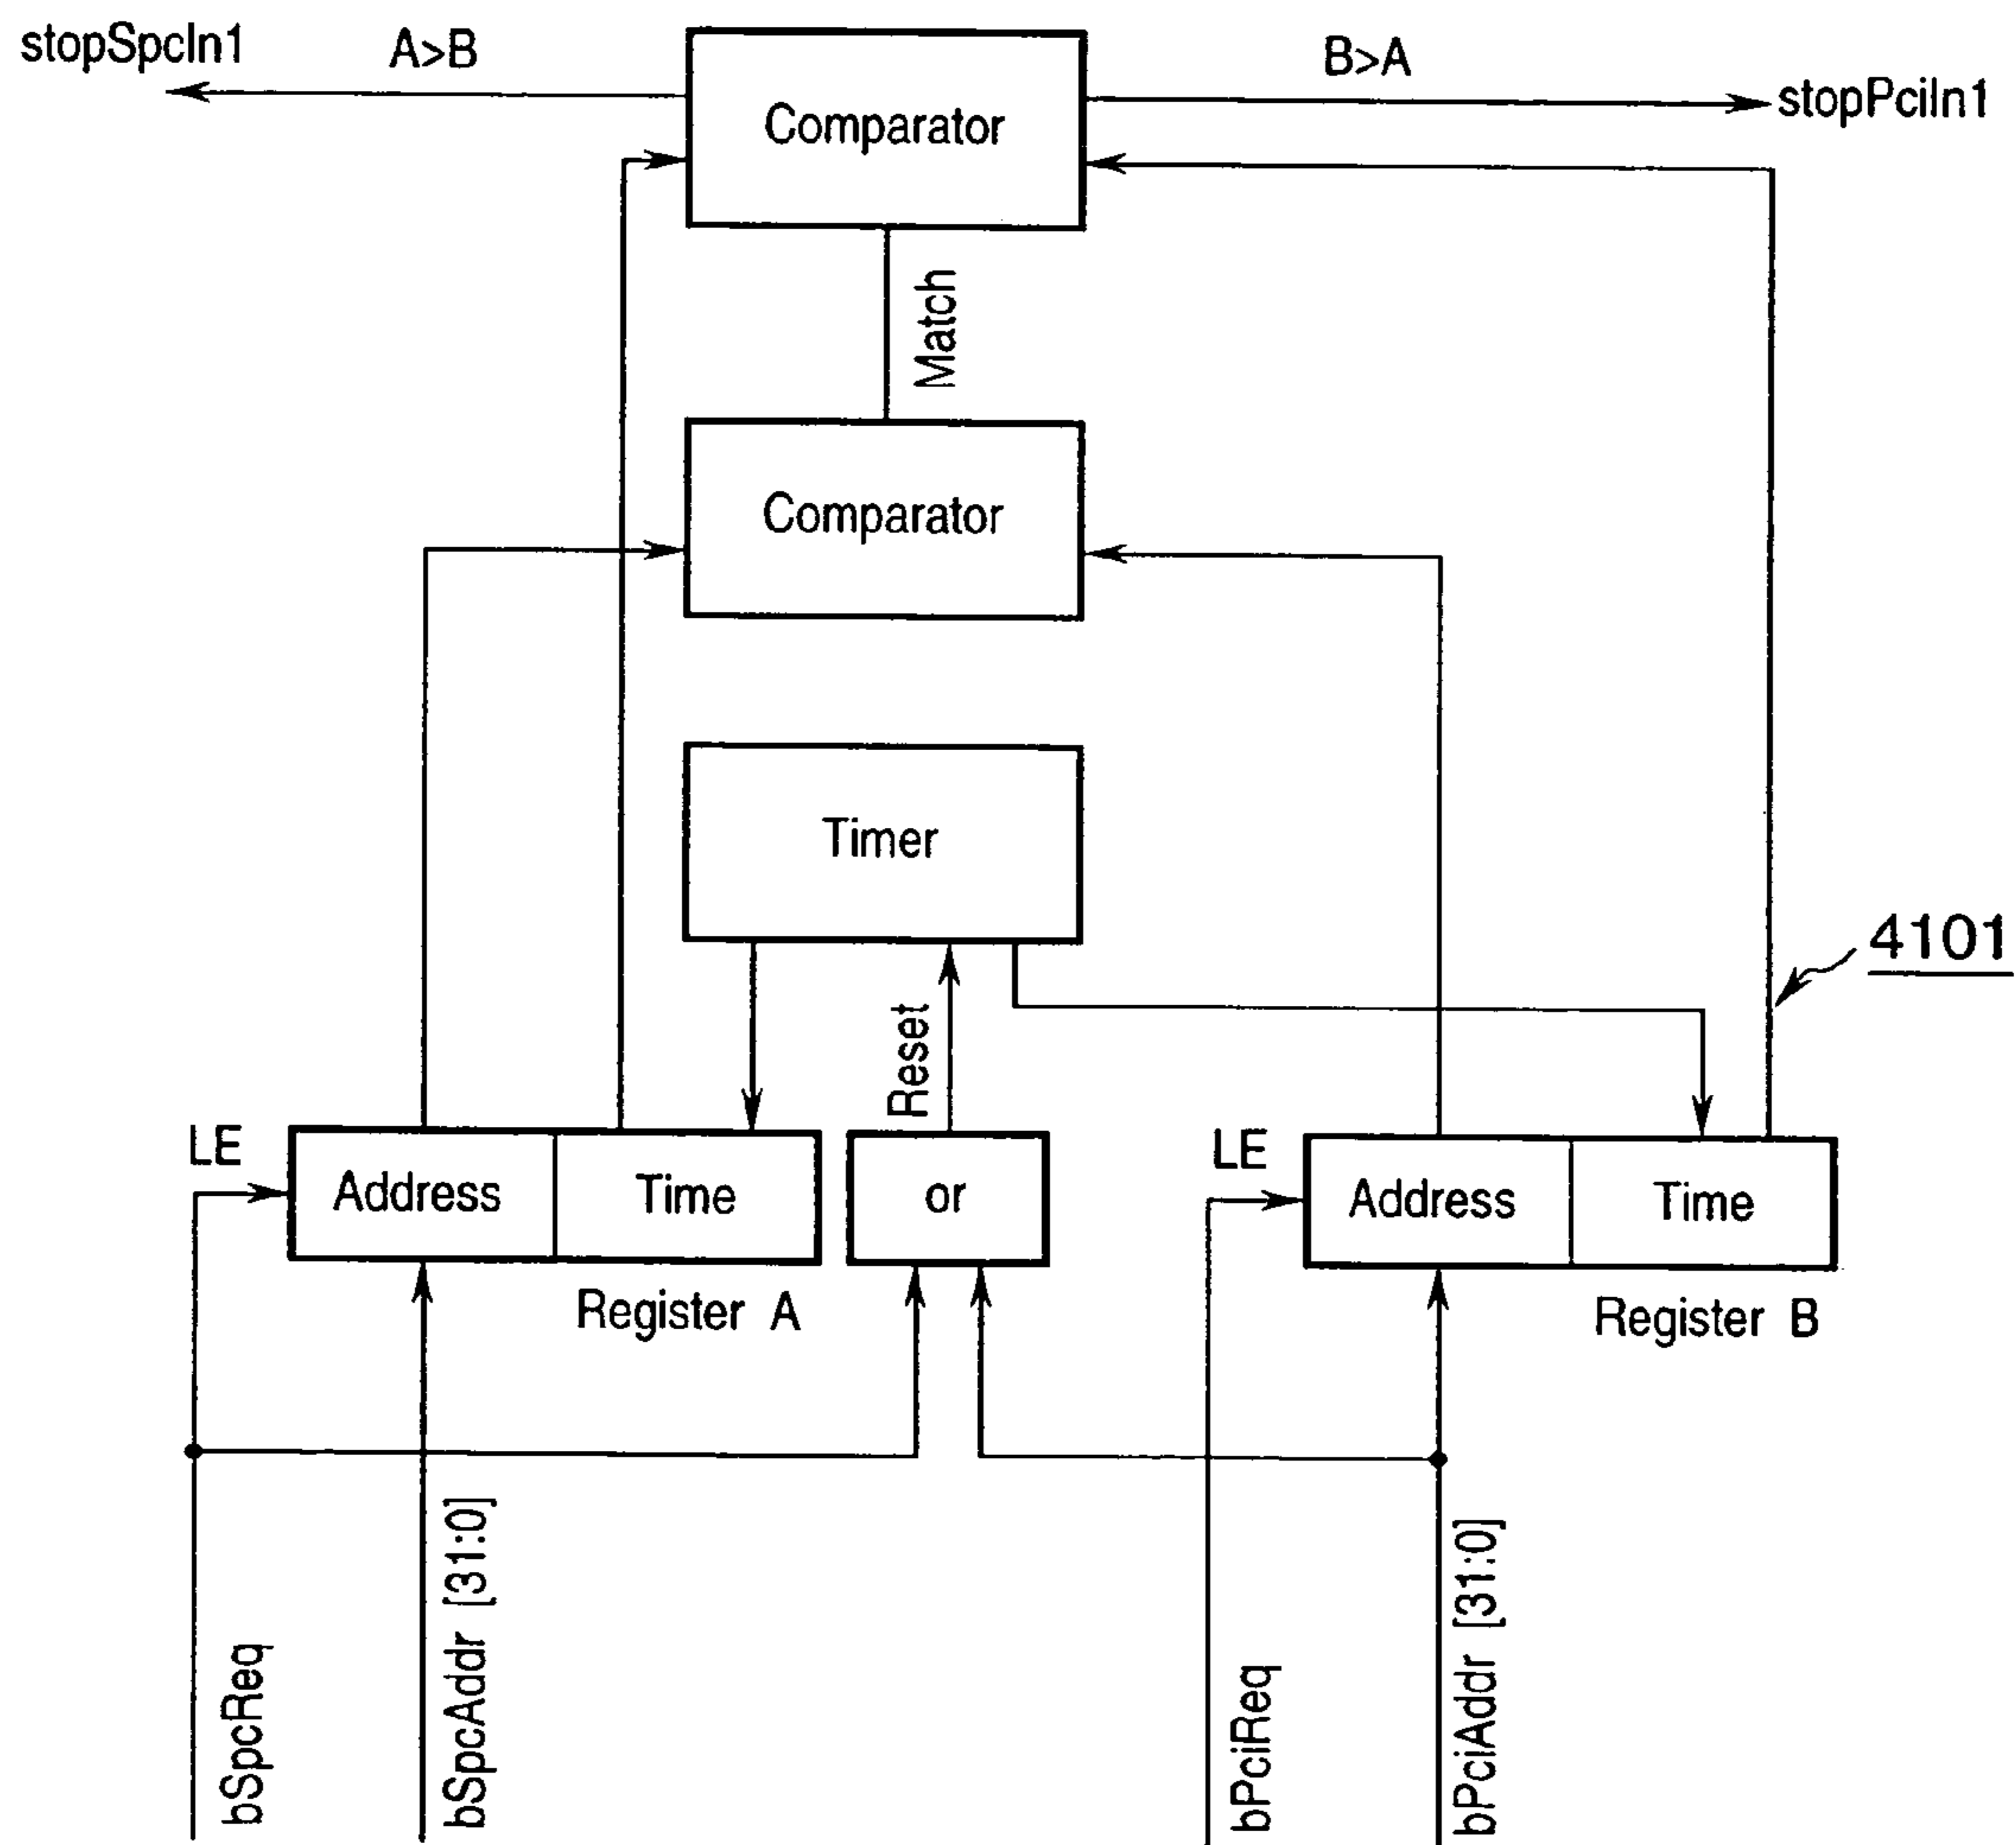 stopSpcIn1
A>B
B>A
stopPciIn1
Comparator
Match
Comparator
Timer
4101
Reset
LE
Address
Time
or
LE
Address
Time
Register A
Register B
bSpcReq
bSpcAddr [31:0]
bPciReq
bPciAddr [31:0]